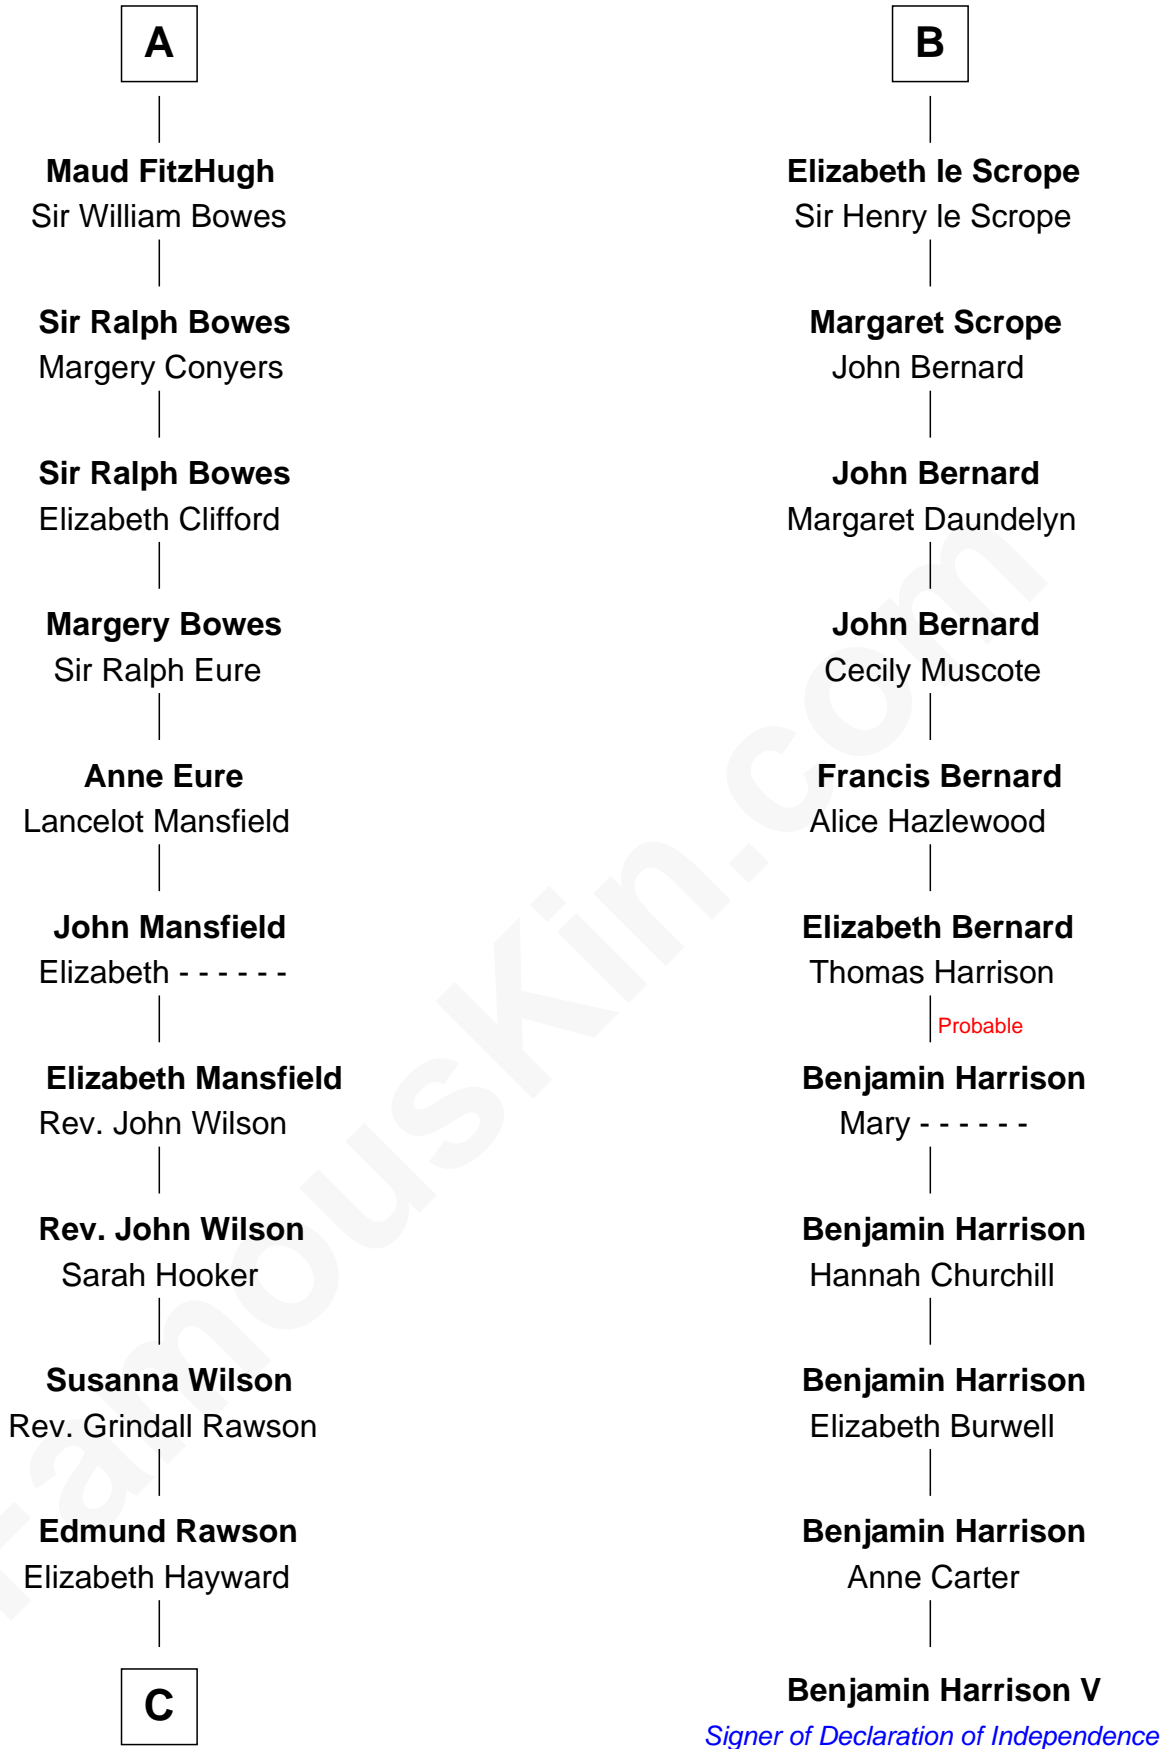 A
Maud FitzHugh
Sir William Bowes
Sir Ralph Bowes
Margery Conyers
Sir Ralph Bowes
Elizabeth Clifford
Margery Bowes
Sir Ralph Eure
Anne Eure
Lancelot Mansfield
John Mansfield
Elizabeth - - - - - -
Elizabeth Mansfield
Rev. John Wilson
Rev. John Wilson
Sarah Hooker
Susanna Wilson
Rev. Grindall Rawson
Edmund Rawson
Elizabeth Hayward
C
B
Elizabeth le Scrope
Sir Henry le Scrope
Margaret Scrope
John Bernard
John Bernard
Margaret Daundelyn
John Bernard
Cecily Muscote
Francis Bernard
Alice Hazlewood
Elizabeth Bernard
Thomas Harrison
Probable
Benjamin Harrison
Mary - - - - - -
Benjamin Harrison
Hannah Churchill
Benjamin Harrison
Elizabeth Burwell
Benjamin Harrison
Anne Carter
Benjamin Harrison V
Signer of Declaration of Independence
FamousKin.com